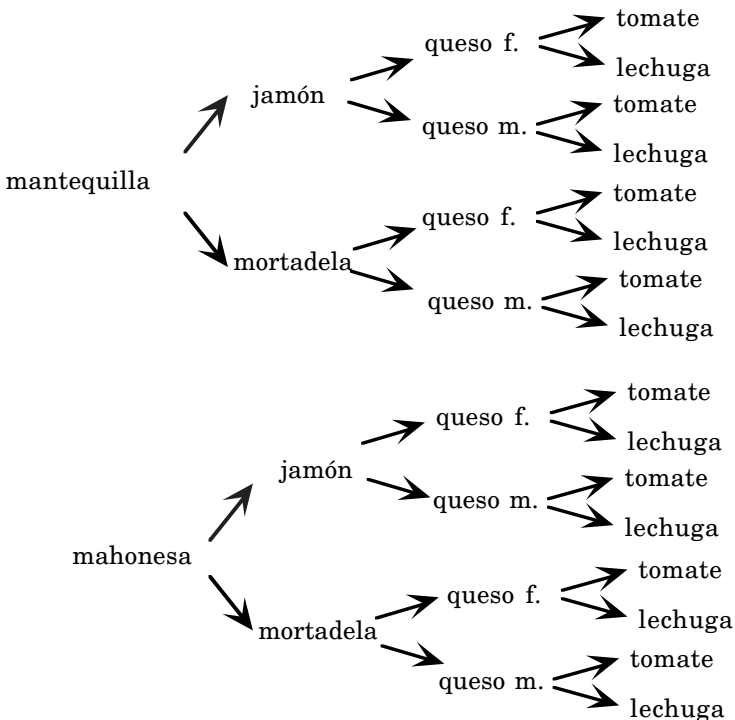 tomate
queso f.
lechuga
jamón
tomate
queso m.
lechuga
mantequilla
tomate
queso f.
lechuga
mortadela
tomate
queso m.
lechuga
tomate
queso f.
lechuga
jamón
tomate
queso m.
lechuga
mahonesa
tomate
queso f.
lechuga
mortadela
tomate
queso m.
lechuga